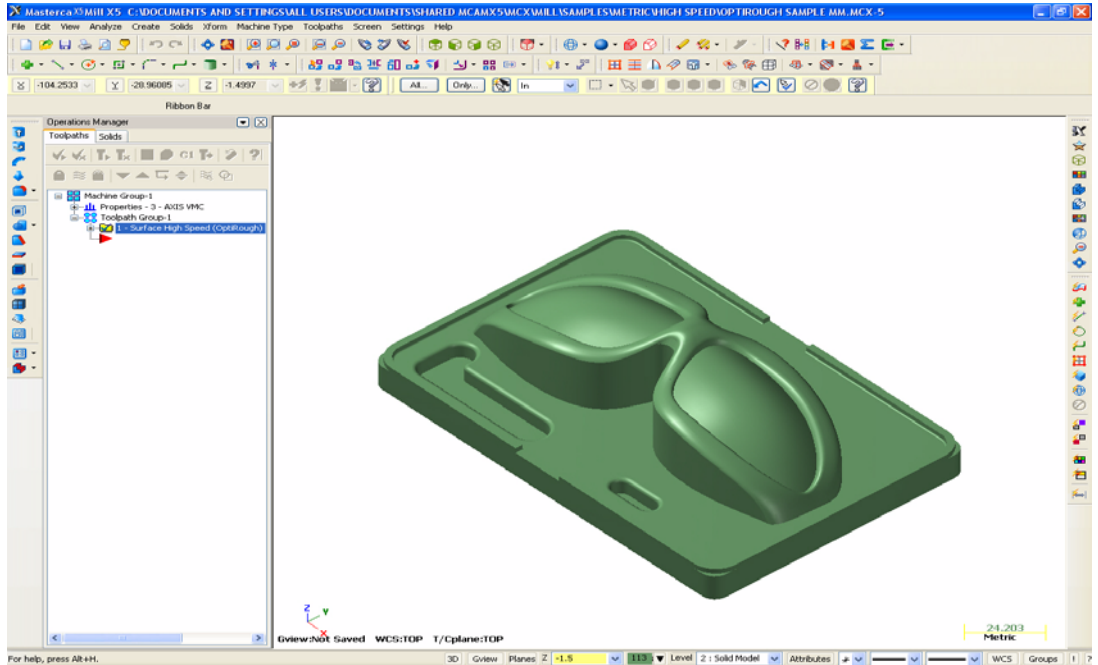 Mastercam X5 Mill X5 C:\DOCUMENTS AND SETTINGS\ALL USERS\DOCUMENTS\SHARED MCAMX5\MCX\MILL\SAMPLES\METRIC\HIGH SPEED\OPTIROUGH SAMPLE MM.MCX-5
File Edit View Analyze Create Solids Xform Machine Type Toolpaths Screen Settings Help
X -104.2533 Y -28.96085 Z -1.4997 All... Only... In
Ribbon Bar
Operations Manager
Toolpaths Solids
G1
Machine Group-1
Properties - 3 - AXIS VMC
Toolpath Group-1
1 - Surface High Speed (OptiRough)
Z Y
X
Gview:Not Saved WCS:TOP T/Cplane:TOP
24.203
Metric
For help, press Alt+H.
3D Gview Planes Z -1.5 113 Level 2 : Solid Model Attributes WCS Groups ?